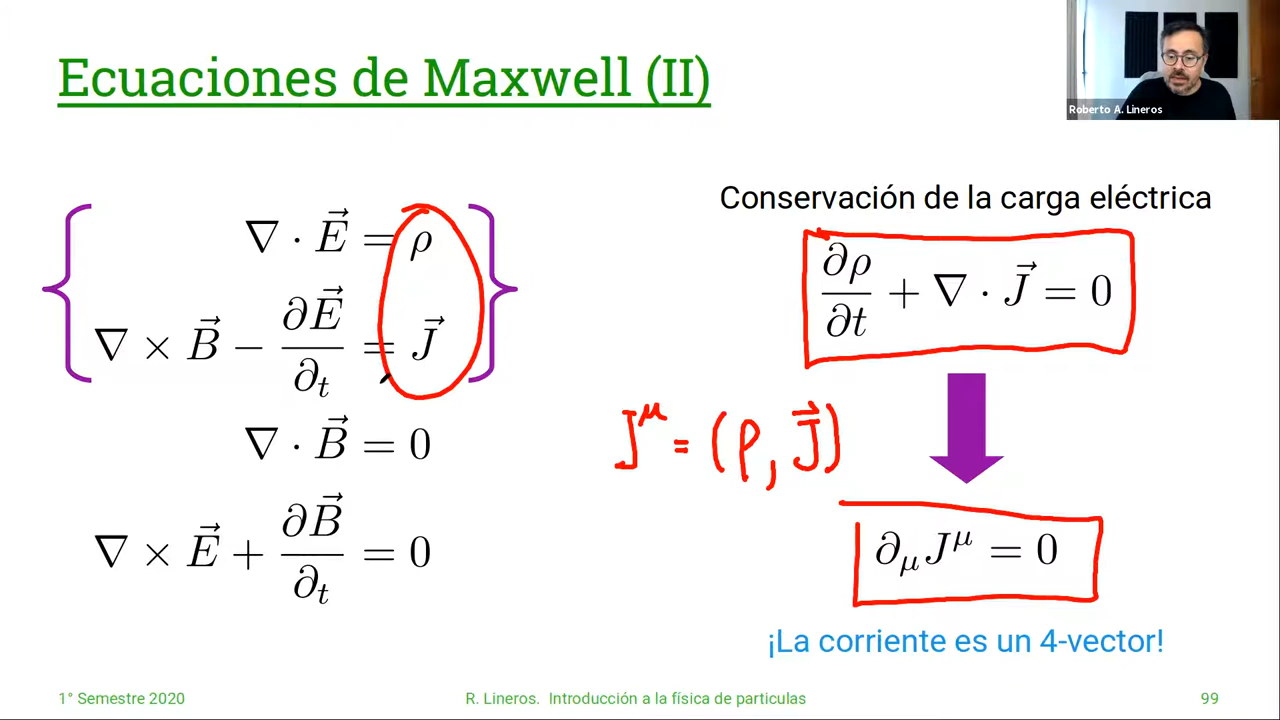 Ecuaciones de Maxwell (II)
Roberto A. Lineros
∇ · E⃗ = ρ
∇ × B⃗ − ∂E⃗/∂ₜ = J⃗
∇ · B⃗ = 0
∇ × E⃗ + ∂B⃗/∂ₜ = 0
Conservación de la carga eléctrica
∂ρ/∂t + ∇ · J⃗ = 0
J^μ = (ρ, J⃗)
∂_μ J^μ = 0
¡La corriente es un 4-vector!
1° Semestre 2020
R. Lineros. Introducción a la física de particulas
99